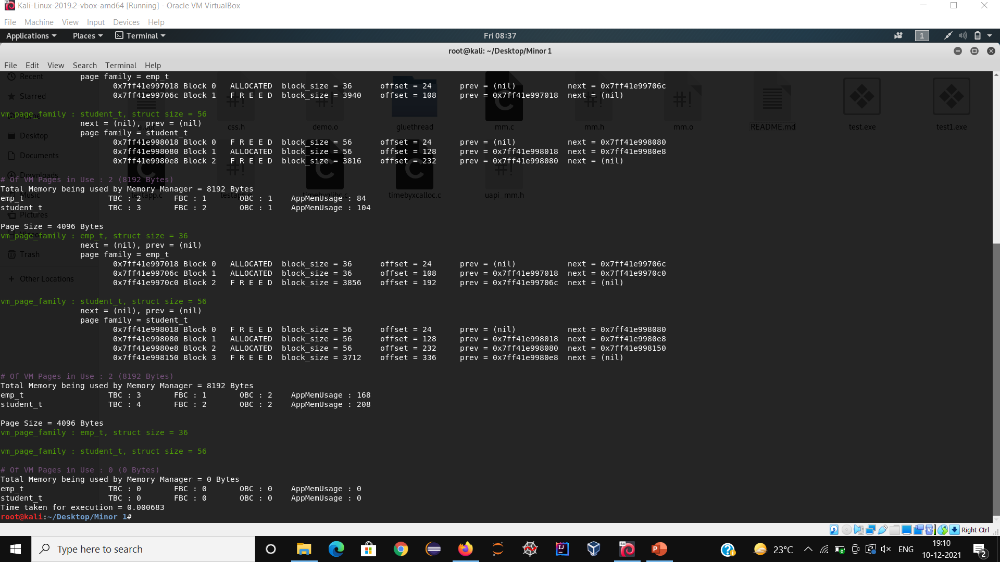 Kali-Linux-2019.2-vbox-amd64 [Running] - Oracle VM VirtualBox
File Machine View Input Devices Help
Applications Places Terminal Fri 08:37 1
root@kali: ~/Desktop/Minor 1
File Edit View Search Terminal Help
Recent
Starred
Home
Desktop
Documents
Downloads
Music
Pictures
Videos
Trash
+ Other Locations
a.out css.h demo.o gluethread mm.c mm.h mm.o README.md test.exe test1.exe
testapp.c testapp.o timebyglibc.c timebyxcalloc.c uapi_mm.h
page family = emp_t
0x7ff41e997018 Block 0 ALLOCATED block_size = 36 offset = 24 prev = (nil) next = 0x7ff41e99706c
0x7ff41e99706c Block 1 F R E E D block_size = 3940 offset = 108 prev = 0x7ff41e997018 next = (nil)
vm_page_family : student_t, struct size = 56
next = (nil), prev = (nil)
page family = student_t
0x7ff41e998018 Block 0 F R E E D block_size = 56 offset = 24 prev = (nil) next = 0x7ff41e998080
0x7ff41e998080 Block 1 ALLOCATED block_size = 56 offset = 128 prev = 0x7ff41e998018 next = 0x7ff41e9980e8
0x7ff41e9980e8 Block 2 F R E E D block_size = 3816 offset = 232 prev = 0x7ff41e998080 next = (nil)
# Of VM Pages in Use : 2 (8192 Bytes)
Total Memory being used by Memory Manager = 8192 Bytes
emp_t TBC : 2 FBC : 1 OBC : 1 AppMemUsage : 84
student_t TBC : 3 FBC : 2 OBC : 1 AppMemUsage : 104
Page Size = 4096 Bytes
vm_page_family : emp_t, struct size = 36
next = (nil), prev = (nil)
page family = emp_t
0x7ff41e997018 Block 0 ALLOCATED block_size = 36 offset = 24 prev = (nil) next = 0x7ff41e99706c
0x7ff41e99706c Block 1 ALLOCATED block_size = 36 offset = 108 prev = 0x7ff41e997018 next = 0x7ff41e9970c0
0x7ff41e9970c0 Block 2 F R E E D block_size = 3856 offset = 192 prev = 0x7ff41e99706c next = (nil)
vm_page_family : student_t, struct size = 56
next = (nil), prev = (nil)
page family = student_t
0x7ff41e998018 Block 0 F R E E D block_size = 56 offset = 24 prev = (nil) next = 0x7ff41e998080
0x7ff41e998080 Block 1 ALLOCATED block_size = 56 offset = 128 prev = 0x7ff41e998018 next = 0x7ff41e9980e8
0x7ff41e9980e8 Block 2 ALLOCATED block_size = 56 offset = 232 prev = 0x7ff41e998080 next = 0x7ff41e998150
0x7ff41e998150 Block 3 F R E E D block_size = 3712 offset = 336 prev = 0x7ff41e9980e8 next = (nil)
# Of VM Pages in Use : 2 (8192 Bytes)
Total Memory being used by Memory Manager = 8192 Bytes
emp_t TBC : 3 FBC : 1 OBC : 2 AppMemUsage : 168
student_t TBC : 4 FBC : 2 OBC : 2 AppMemUsage : 208
Page Size = 4096 Bytes
vm_page_family : emp_t, struct size = 36
vm_page_family : student_t, struct size = 56
# Of VM Pages in Use : 0 (0 Bytes)
Total Memory being used by Memory Manager = 0 Bytes
emp_t TBC : 0 FBC : 0 OBC : 0 AppMemUsage : 0
student_t TBC : 0 FBC : 0 OBC : 0 AppMemUsage : 0
Time taken for execution = 0.000683
root@kali:~/Desktop/Minor 1#
Right Ctrl
Type here to search
23°C ENG 19:10
10-12-2021
2